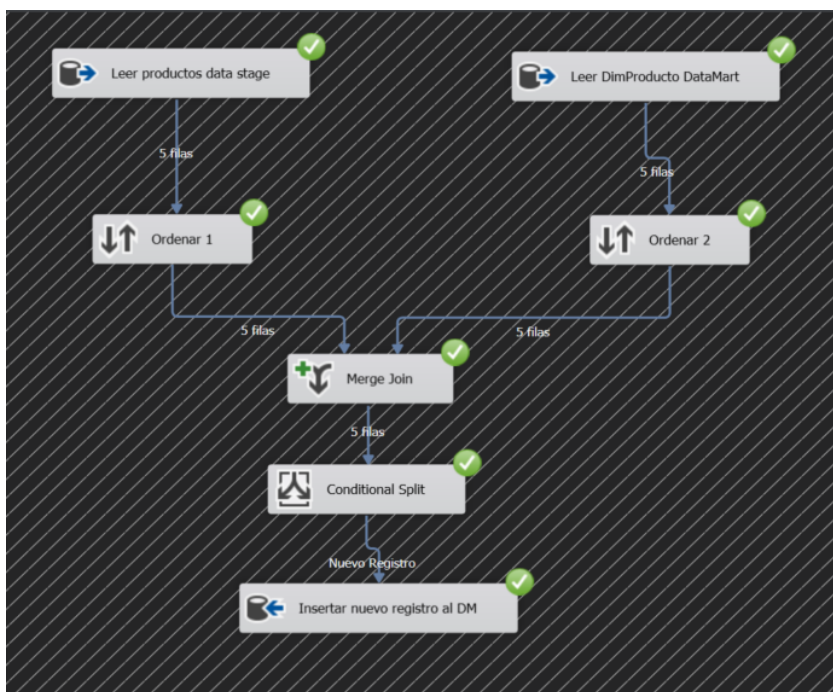 Leer productos data stage
Leer DimProducto DataMart
5 filas
5 filas
Ordenar 1
Ordenar 2
5 filas
5 filas
Merge Join
5 filas
Conditional Split
Nuevo Registro
Insertar nuevo registro al DM